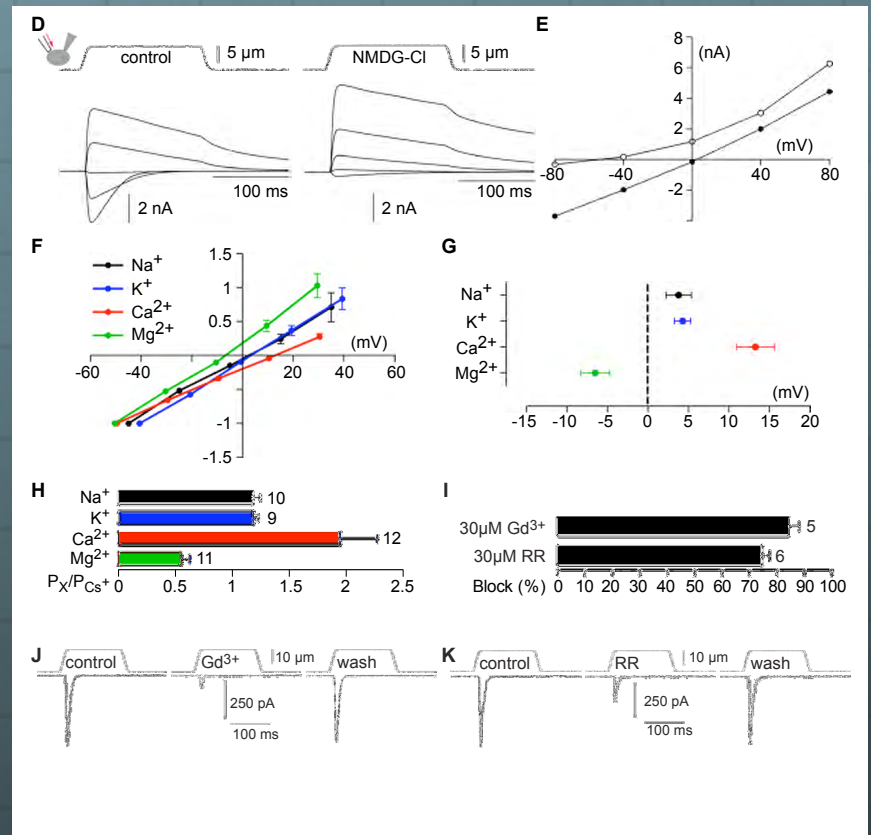 D
control
5 µm
NMDG-Cl
5 µm
100 ms
2 nA
100 ms
2 nA
E
(nA)
8
6
4
2
(mV)
-80
-40
0
40
80
-2
F
Na+
K+
Ca2+
Mg2+
1.5
1
0.5
(mV)
-60
-40
-20
20
40
60
-1
-1.5
G
Na+
K+
Ca2+
Mg2+
(mV)
-15
-10
-5
0
5
10
15
20
H
Na+
10
K+
9
Ca2+
12
Mg2+
11
PX/PCs+
0
0.5
1
1.5
2
2.5
I
30µM Gd3+
5
30µM RR
6
Block (%)
0 10 20 30 40 50 60 70 80 90 100
J
control
Gd3+
10 µm
wash
250 pA
100 ms
K
control
RR
10 µm
wash
250 pA
100 ms